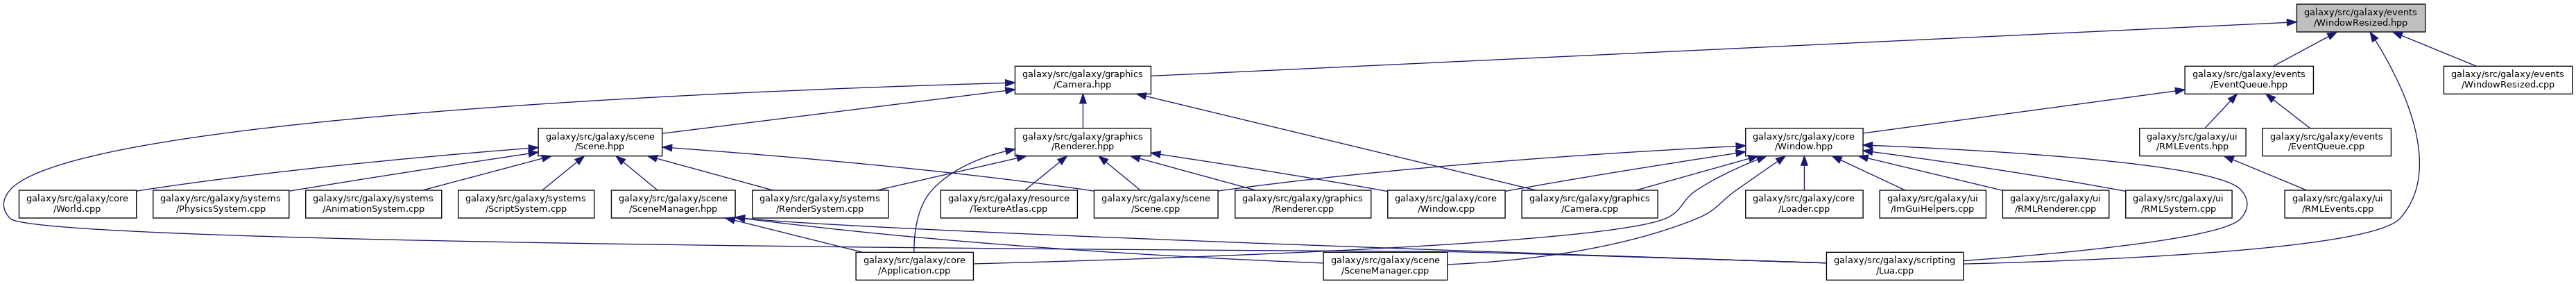 galaxy/src/galaxy/events
/WindowResized.hpp
galaxy/src/galaxy/graphics
/Camera.hpp
galaxy/src/galaxy/events
/EventQueue.hpp
galaxy/src/galaxy/events
/WindowResized.cpp
galaxy/src/galaxy/scene
/Scene.hpp
galaxy/src/galaxy/graphics
/Renderer.hpp
galaxy/src/galaxy/core
/Window.hpp
galaxy/src/galaxy/ui
/RMLEvents.hpp
galaxy/src/galaxy/events
/EventQueue.cpp
galaxy/src/galaxy/core
/World.cpp
galaxy/src/galaxy/systems
/PhysicsSystem.cpp
galaxy/src/galaxy/systems
/AnimationSystem.cpp
galaxy/src/galaxy/systems
/ScriptSystem.cpp
galaxy/src/galaxy/scene
/SceneManager.hpp
galaxy/src/galaxy/systems
/RenderSystem.cpp
galaxy/src/galaxy/resource
/TextureAtlas.cpp
galaxy/src/galaxy/scene
/Scene.cpp
galaxy/src/galaxy/graphics
/Renderer.cpp
galaxy/src/galaxy/core
/Window.cpp
galaxy/src/galaxy/graphics
/Camera.cpp
galaxy/src/galaxy/core
/Loader.cpp
galaxy/src/galaxy/ui
/ImGuiHelpers.cpp
galaxy/src/galaxy/ui
/RMLRenderer.cpp
galaxy/src/galaxy/ui
/RMLSystem.cpp
galaxy/src/galaxy/ui
/RMLEvents.cpp
galaxy/src/galaxy/core
/Application.cpp
galaxy/src/galaxy/scene
/SceneManager.cpp
galaxy/src/galaxy/scripting
/Lua.cpp